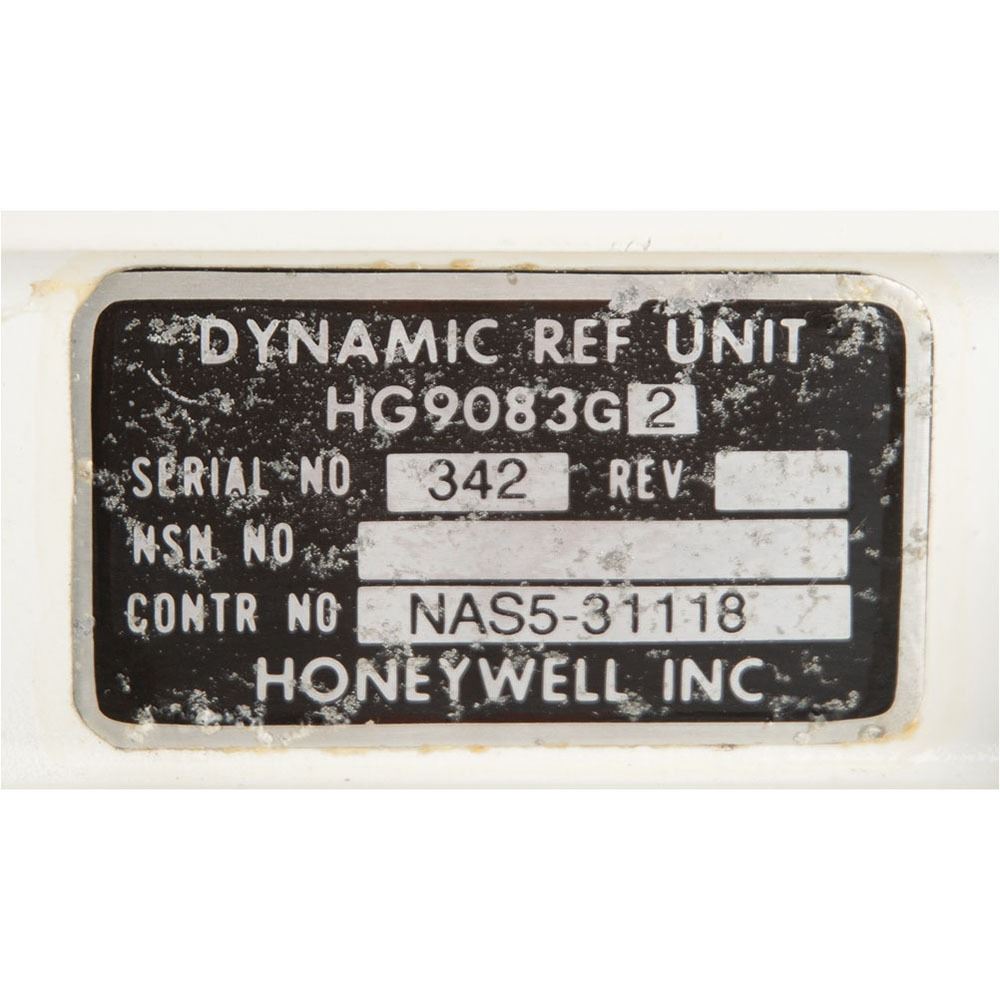 DYNAMIC REF UNIT
HG9083G2
SERIAL NO 342 REV
NSN NO
CONTR NO NAS5-31118
HONEYWELL INC